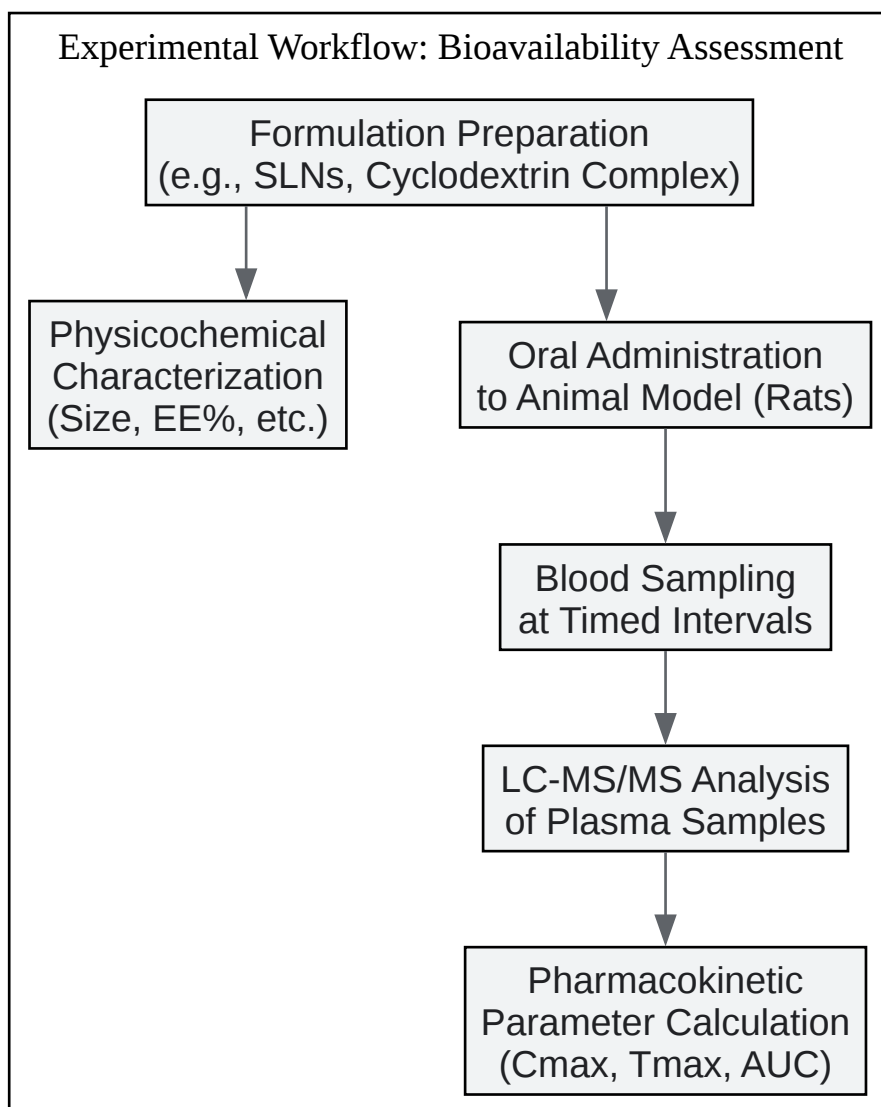 Experimental Workflow: Bioavailability Assessment
Formulation Preparation
(e.g., SLNs, Cyclodextrin Complex)
Physicochemical
Characterization
(Size, EE%, etc.)
Oral Administration
to Animal Model (Rats)
Blood Sampling
at Timed Intervals
LC-MS/MS Analysis
of Plasma Samples
Pharmacokinetic
Parameter Calculation
(Cmax, Tmax, AUC)